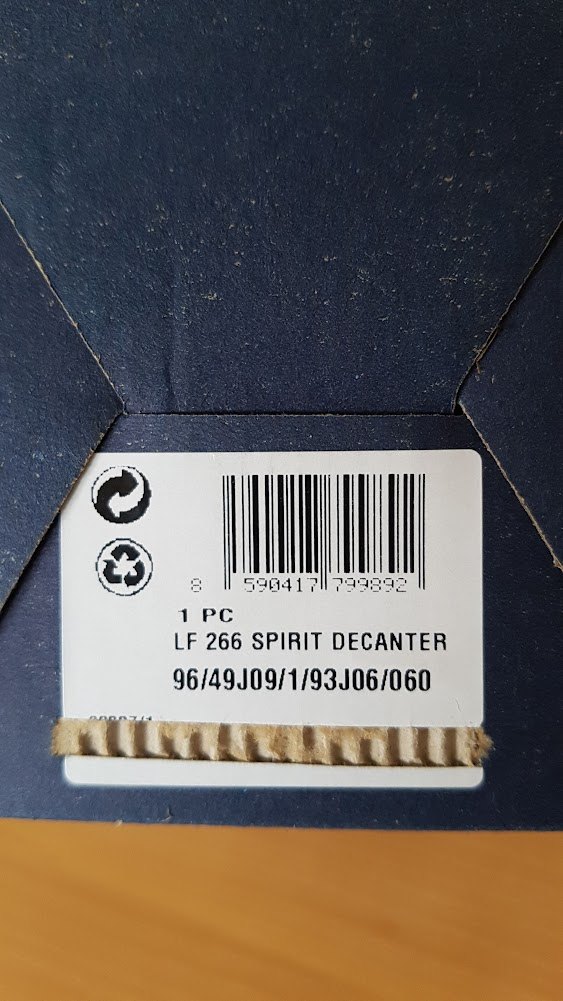 8 590417 799892
1 PC
LF 266 SPIRIT DECANTER
96/49J09/1/93J06/060